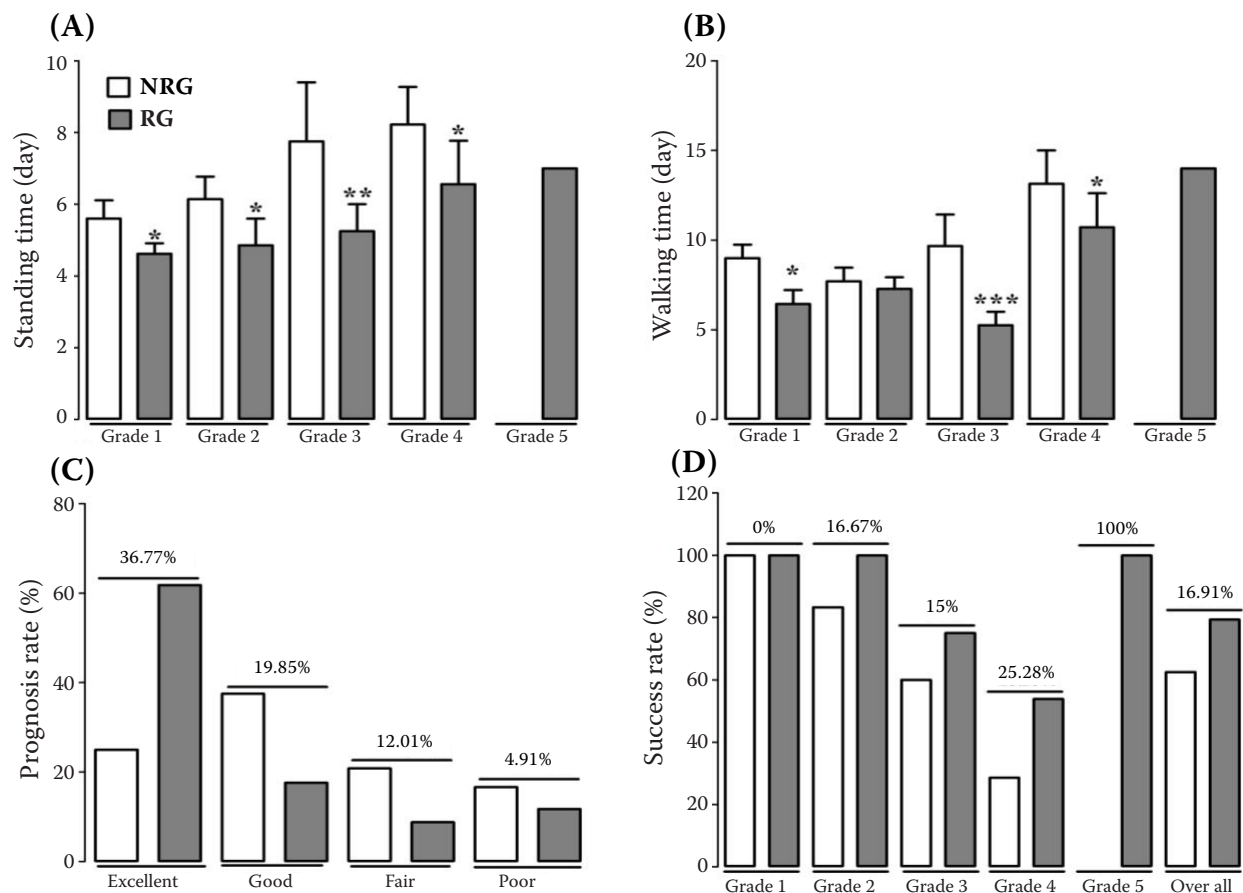 (A)
Standing time (day)
10
8
6
4
2
0
NRG
RG
*
*
**
*
Grade 1 Grade 2 Grade 3 Grade 4 Grade 5
(B)
Walking time (day)
20
15
10
5
0
*
***
*
Grade 1 Grade 2 Grade 3 Grade 4 Grade 5
(C)
Prognosis rate (%)
80
60
40
20
0
36.77%
19.85%
12.01%
4.91%
Excellent Good Fair Poor
(D)
Success rate (%)
120
100
80
60
40
20
0
0%
16.67%
15%
25.28%
100%
16.91%
Grade 1 Grade 2 Grade 3 Grade 4 Grade 5 Over all